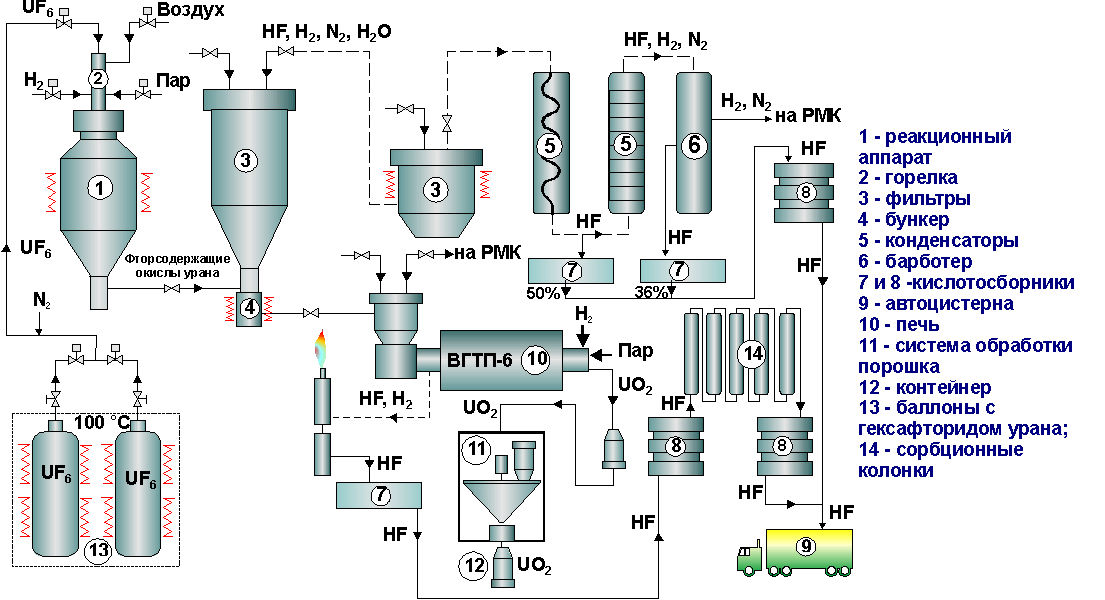 UF6
Воздух
HF, H2, N2, H2O
HF, H2, N2
2
H2
Пар
H2, N2
на РМК
HF
1 - реакционный
аппарат
2 - горелка
3 - фильтры
4 - бункер
5 - конденсаторы
6 - барботер
7 и 8 -кислотосборники
9 - автоцистерна
10 - печь
11 - система обработки
порошка
12 - контейнер
13 - баллоны с
гексафторидом урана;
14 - сорбционные
колонки
1
3
3
5
5
6
8
HF
HF
UF6
на РМК
Фторсодержащие
окислы урана
7
7
HF
50%
36%
N2
4
H2
ВГТП-6
10
Пар
14
UO2
HF, H2
UO2
HF
100 °C
UF6
UF6
11
8
8
HF
7
HF
HF
HF
HF
HF
13
12
UO2
9